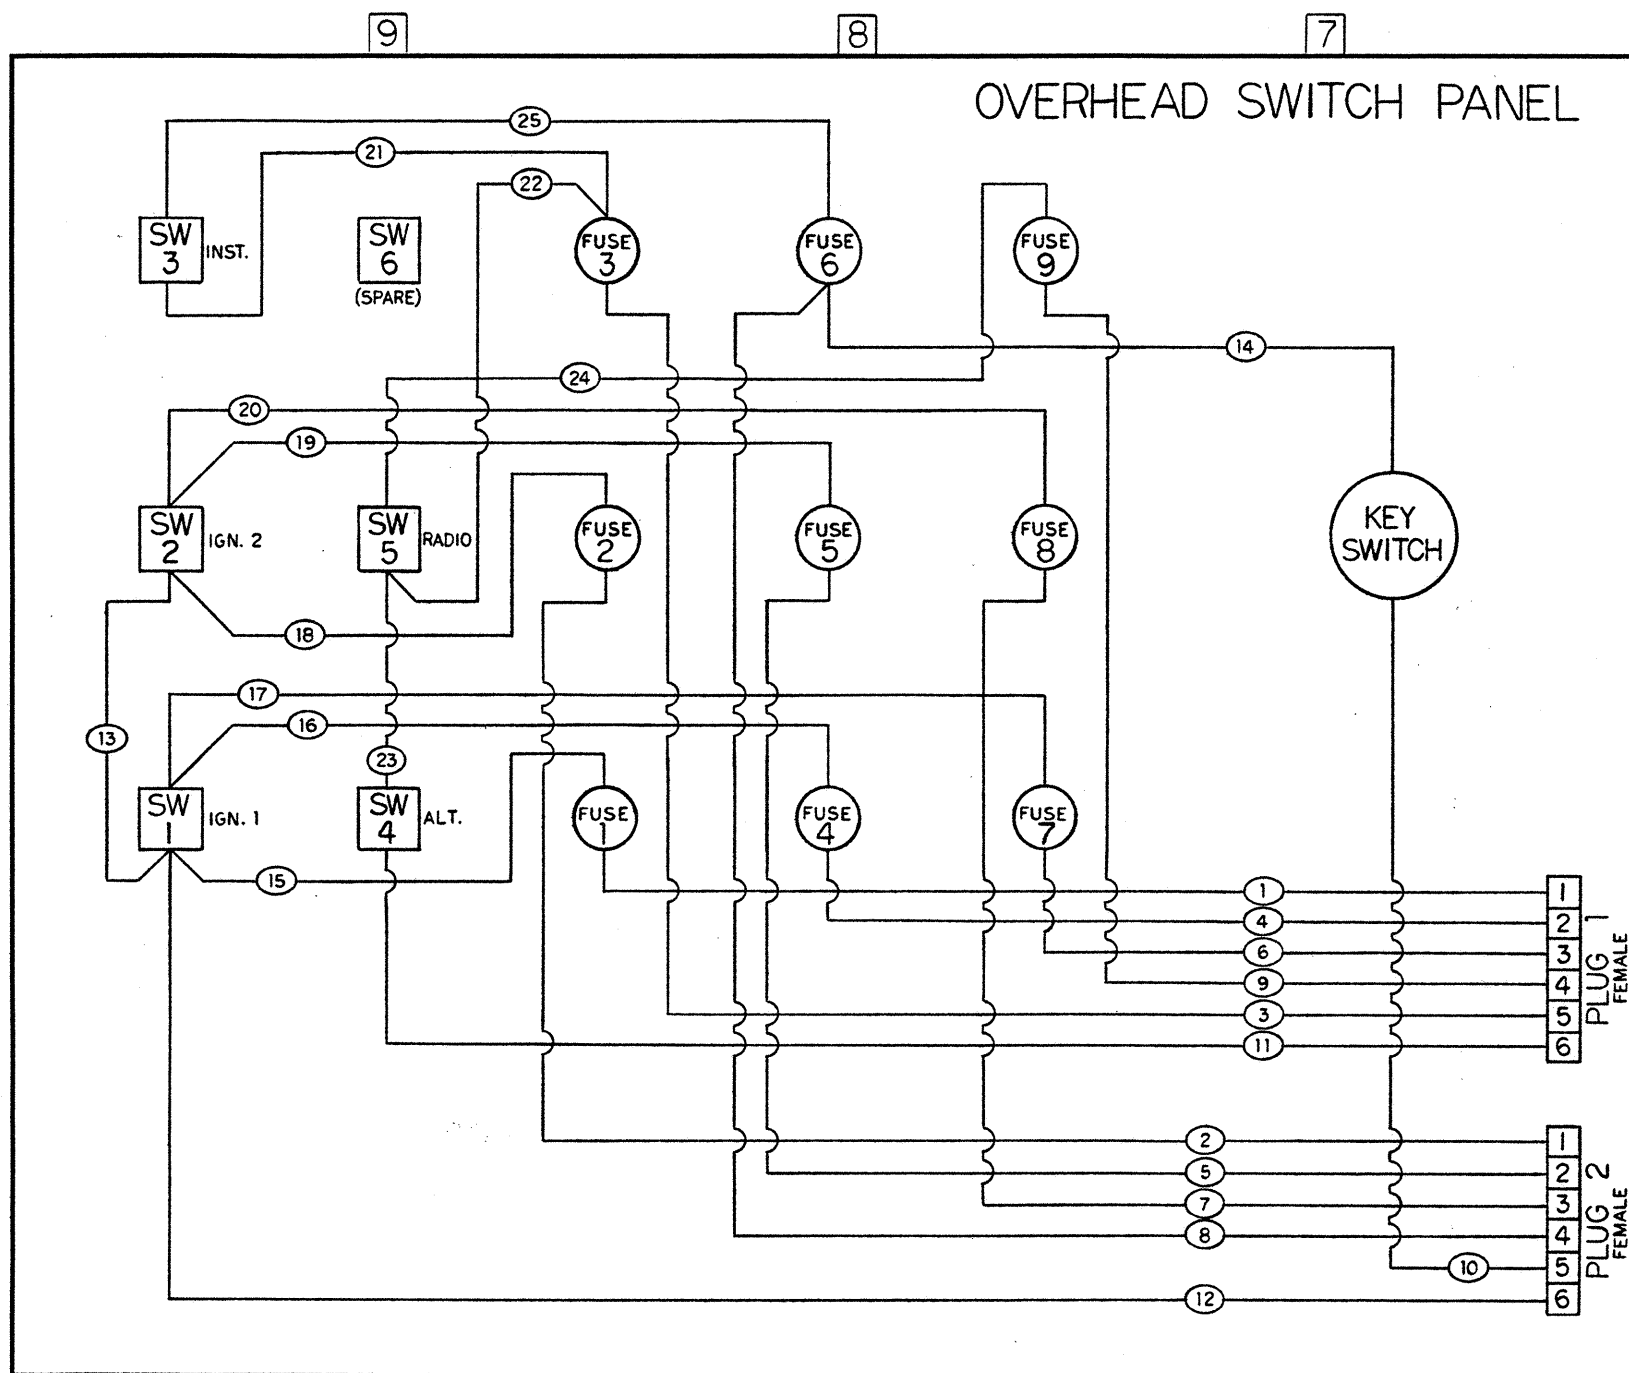 9
8
7
OVERHEAD SWITCH PANEL
25
21
22
SW
3
INST.
SW
6
(SPARE)
FUSE
3
FUSE
6
FUSE
9
14
24
20
19
SW
2
IGN. 2
SW
5
RADIO
FUSE
2
FUSE
5
FUSE
8
KEY
SWITCH
18
17
16
13
23
SW
1
IGN. 1
SW
4
ALT.
FUSE
1
FUSE
4
FUSE
7
15
1
1
4
2
6
3
9
4
3
5
11
6
PLUG 1
FEMALE
2
1
5
2
7
3
8
4
10
5
12
6
PLUG 2
FEMALE